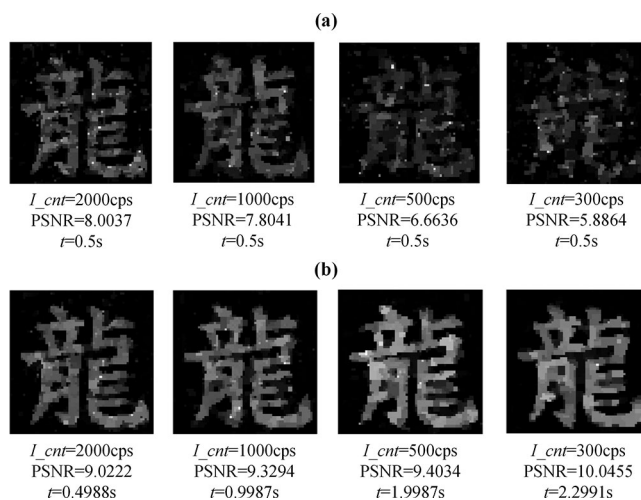 (a)
龍 龍 龍 龍
I_cnt=2000cps I_cnt=1000cps I_cnt=500cps I_cnt=300cps
PSNR=8.0037 PSNR=7.8041 PSNR=6.6636 PSNR=5.8864
t=0.5s t=0.5s t=0.5s t=0.5s
(b)
龍 龍 龍 龍
I_cnt=2000cps I_cnt=1000cps I_cnt=500cps I_cnt=300cps
PSNR=9.0222 PSNR=9.3294 PSNR=9.4034 PSNR=10.0455
t=0.4988s t=0.9987s t=1.9987s t=2.2991s